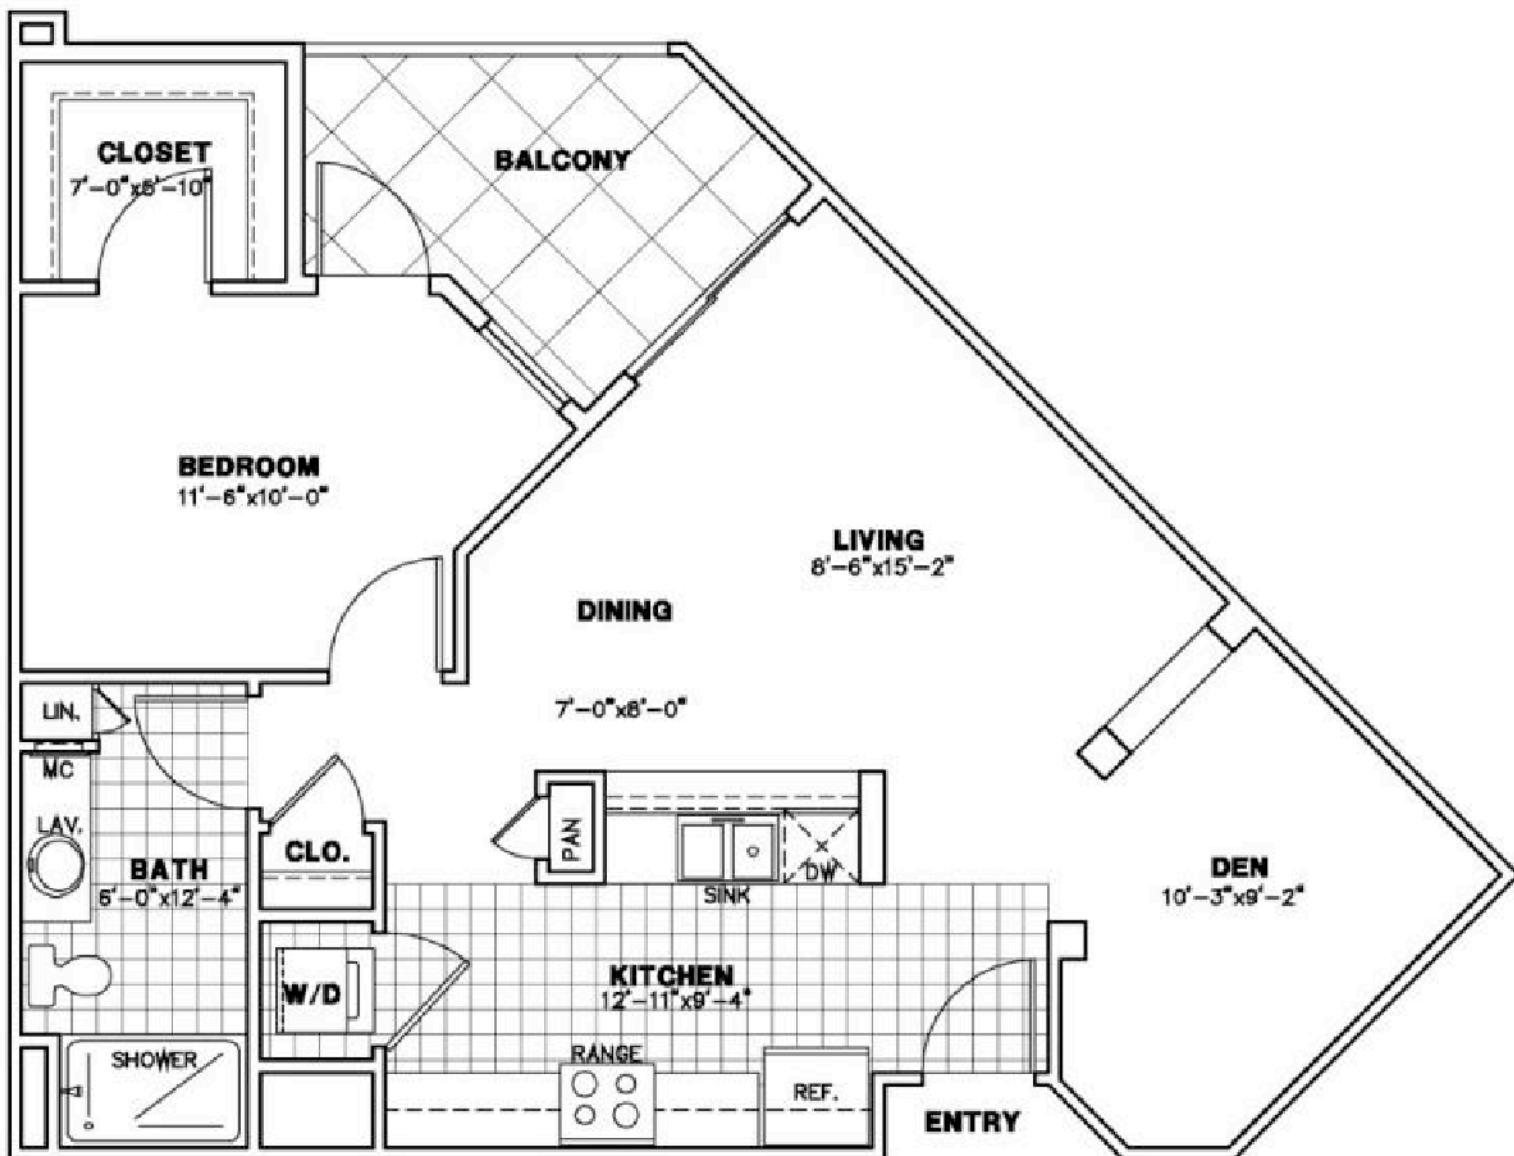 CLOSET
7'-0"x6'-10"
BALCONY
BEDROOM
11'-6"x10'-0"
LIVING
8'-6"x15'-2"
DINING
7'-0"x8'-0"
LIN.
MC
LAV.
BATH
6'-0"x12'-4"
CLO.
PAN
DW
SINK
DEN
10'-3"x9'-2"
W/D
KITCHEN
12'-11"x9'-4"
SHOWER
RANGE
REF.
ENTRY